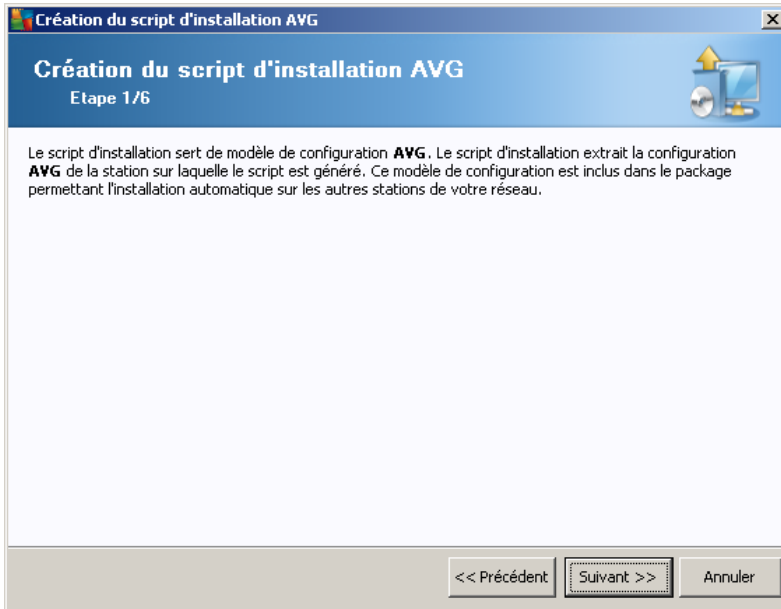 Création du script d'installation AVG
Création du script d'installation AVG
Etape 1/6
Le script d'installation sert de modèle de configuration AVG. Le script d'installation extrait la configuration
AVG de la station sur laquelle le script est généré. Ce modèle de configuration est inclus dans le package
permettant l'installation automatique sur les autres stations de votre réseau.
<< Précédent Suivant >> Annuler